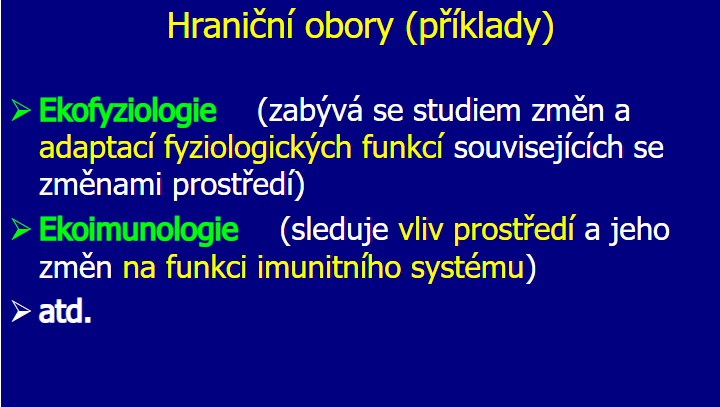 Hraniční obory (příklady)
➢ Ekofyziologie (zabývá se studiem změn a
adaptací fyziologických funkcí souvisejících se
změnami prostředí)
➢ Ekoimunologie (sleduje vliv prostředí a jeho
změn na funkci imunitního systému)
➢ atd.